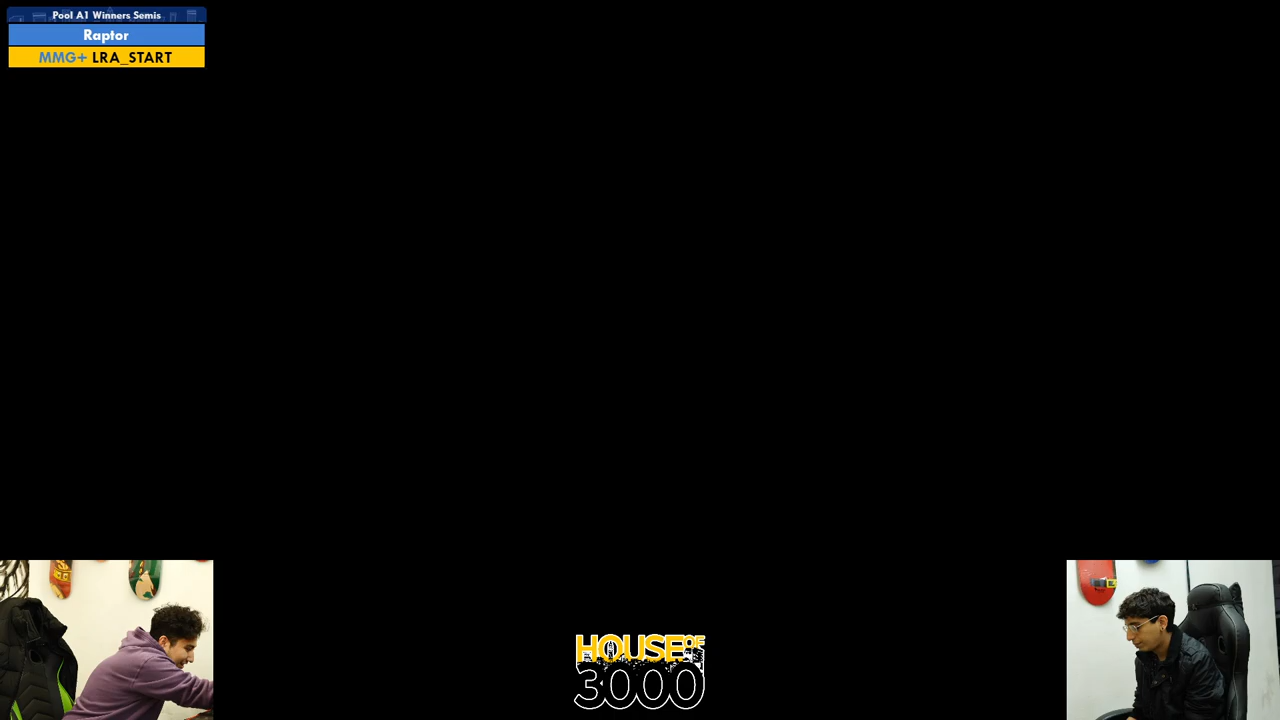 Pool A1 Winners Semis
Raptor
MMG+ LRA_START
HOUSE OF
3000